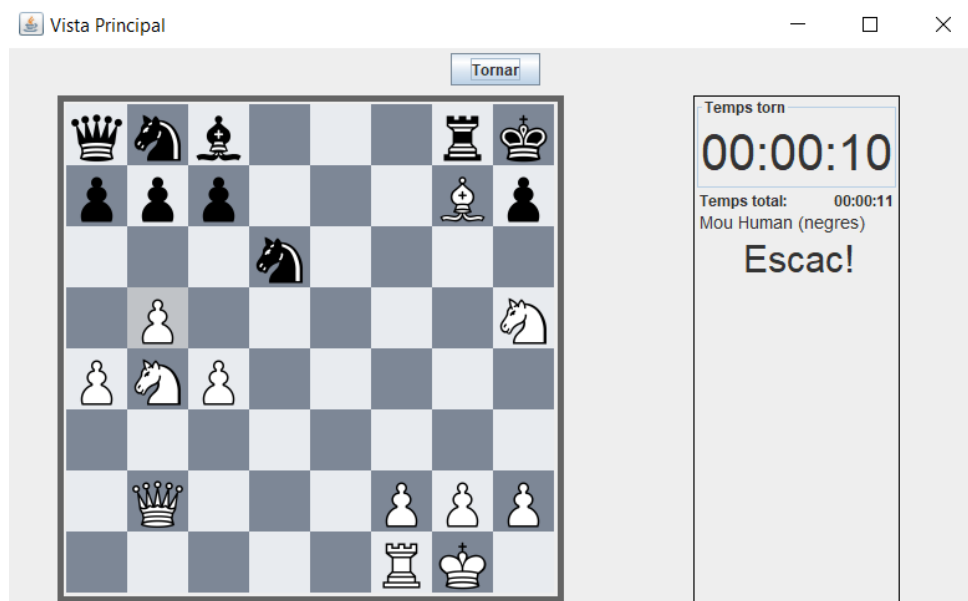 Vista Principal
Tornar
Temps torn
00:00:10
Temps total: 00:00:11
Mou Human (negres)
Escac!